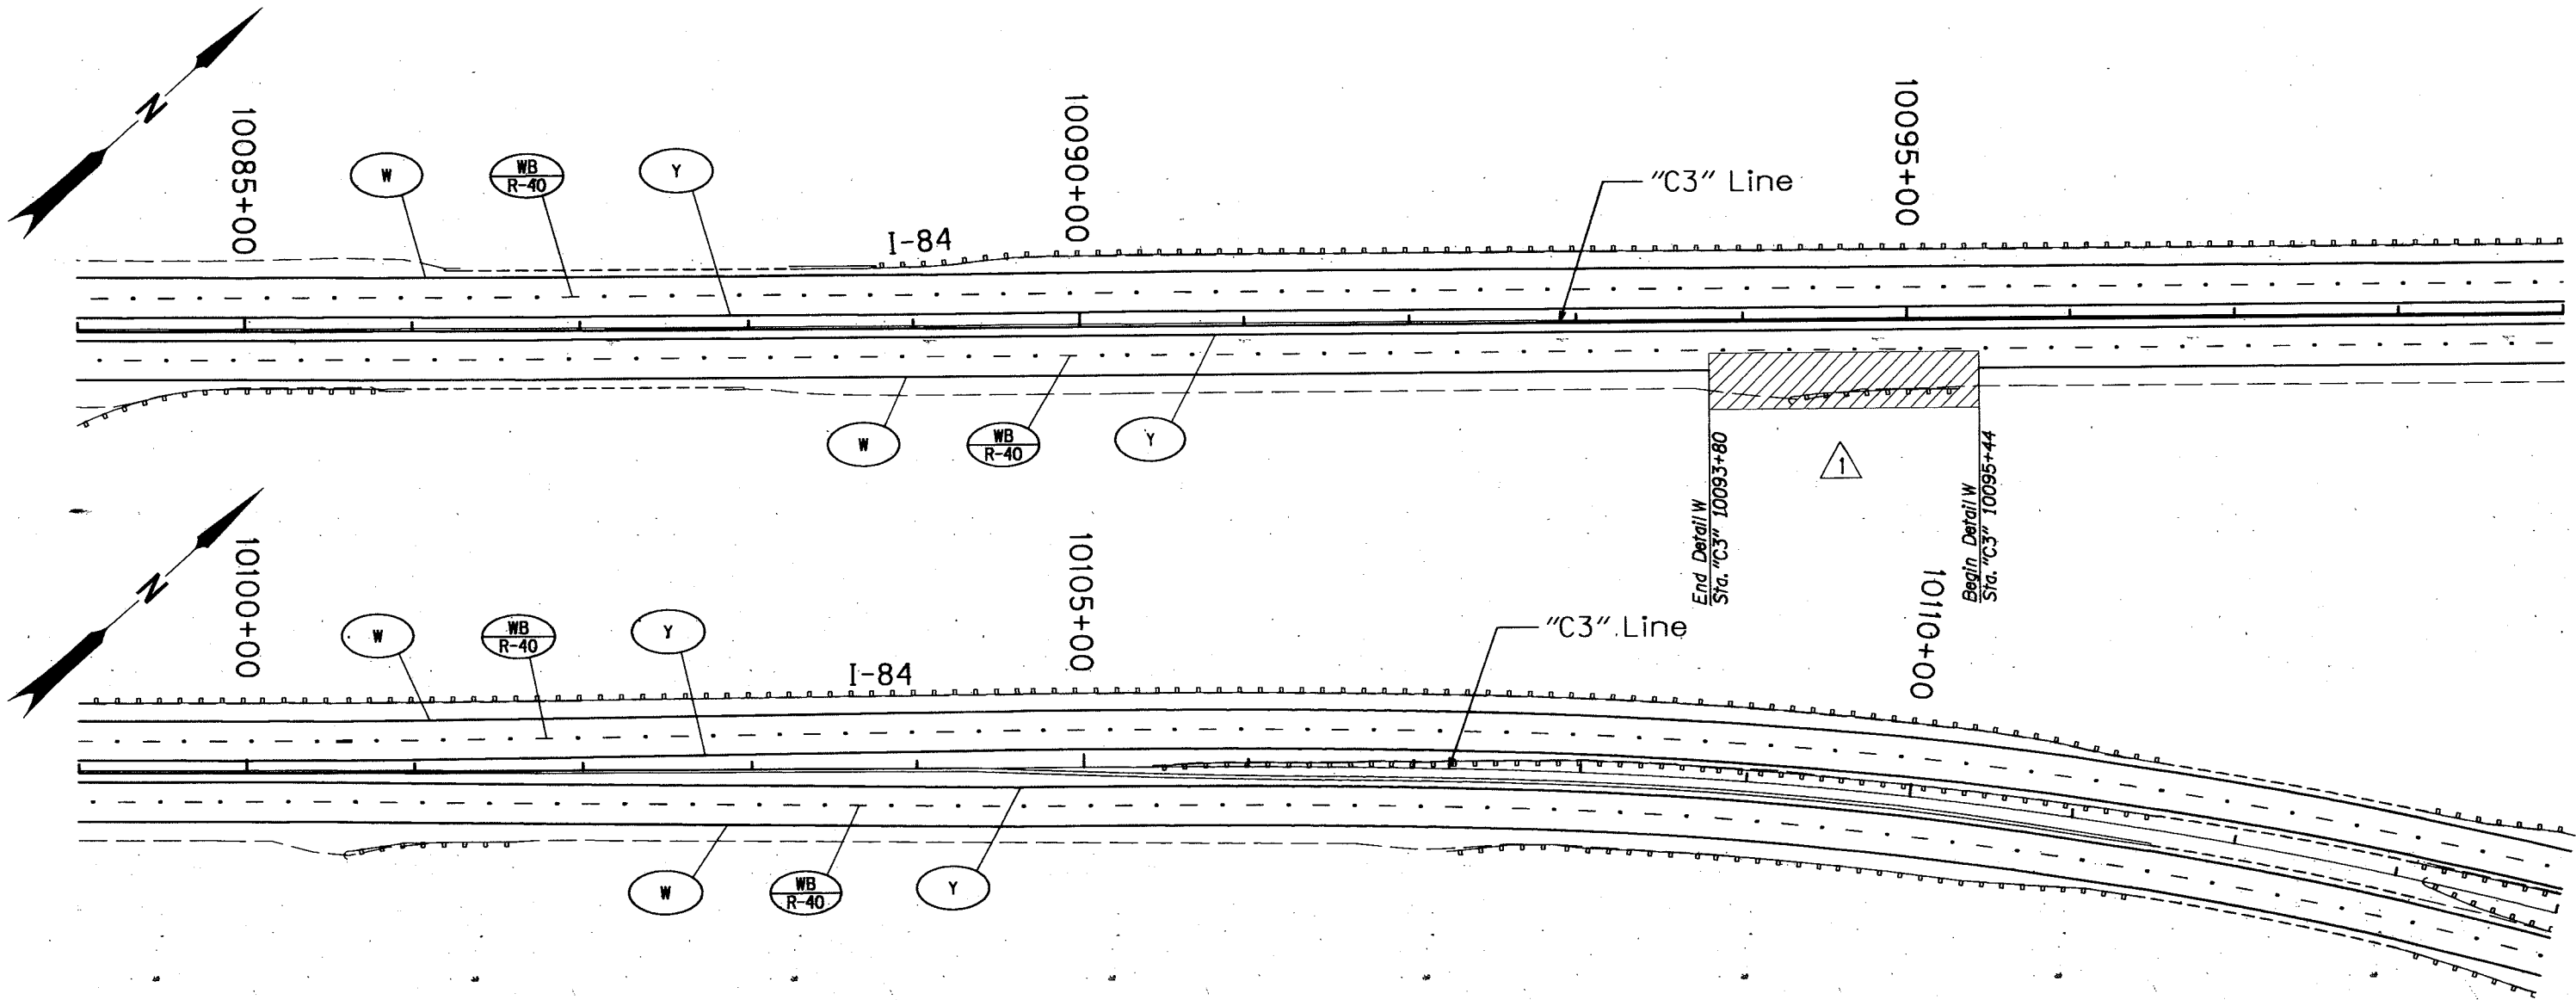 N
10085+00
W
WB
R-40
Y
I-84
10090+00
"C3" Line
10095+00
W
WB
R-40
Y
End Detail W
Sta. "C3" 10093+80
1
Begin Detail W
Sta. "C3" 10095+44
N
10100+00
W
WB
R-40
Y
I-84
10105+00
"C3" Line
10110+00
W
WB
R-40
Y